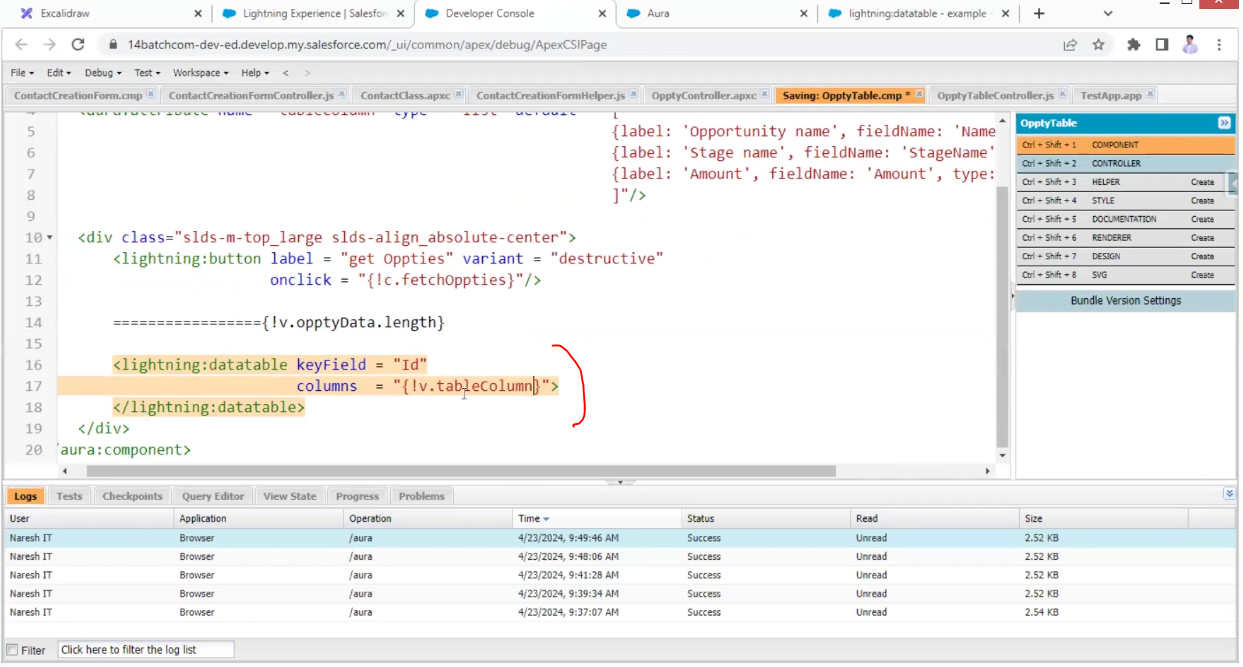 Excalidraw
Lightning Experience | Salesfor
Developer Console
Aura
lightning:datatable - example -
14batchcom-dev-ed.develop.my.salesforce.com/_ui/common/apex/debug/ApexCSIPage
File Edit Debug Test Workspace Help < >
ContactCreationForm.cmp ContactCreationFormController.js ContactClass.apxc ContactCreationFormHelper.js OpptyController.apxc Saving: OpptyTable.cmp * OpptyTableController.js TestApp.app
4 <aura:attribute name = "tableColumn" type = "list" default = "[
5 {label: 'Opportunity name', fieldName: 'Name
6 {label: 'Stage name', fieldName: 'StageName'
7 {label: 'Amount', fieldName: 'Amount', type:
8 ]"/>
9
10 <div class="slds-m-top_large slds-align_absolute-center">
11 <lightning:button label = "get Oppties" variant = "destructive"
12 onclick = "{!c.fetchOppties}"/>
13
14 ================={!v.opptyData.length}
15
16 <lightning:datatable keyField = "Id"
17 columns = "{!v.tableColumn}">
18 </lightning:datatable>
19 </div>
20 aura:component>
OpptyTable
Ctrl + Shift + 1 COMPONENT
Ctrl + Shift + 2 CONTROLLER
Ctrl + Shift + 3 HELPER Create
Ctrl + Shift + 4 STYLE Create
Ctrl + Shift + 5 DOCUMENTATION Create
Ctrl + Shift + 6 RENDERER Create
Ctrl + Shift + 7 DESIGN Create
Ctrl + Shift + 8 SVG Create
Bundle Version Settings
Logs Tests Checkpoints Query Editor View State Progress Problems
User Application Operation Time Status Read Size
Naresh IT Browser /aura 4/23/2024, 9:49:46 AM Success Unread 2.52 KB
Naresh IT Browser /aura 4/23/2024, 9:48:06 AM Success Unread 2.52 KB
Naresh IT Browser /aura 4/23/2024, 9:41:28 AM Success Unread 2.52 KB
Naresh IT Browser /aura 4/23/2024, 9:39:34 AM Success Unread 2.52 KB
Naresh IT Browser /aura 4/23/2024, 9:37:07 AM Success Unread 2.54 KB
Filter Click here to filter the log list